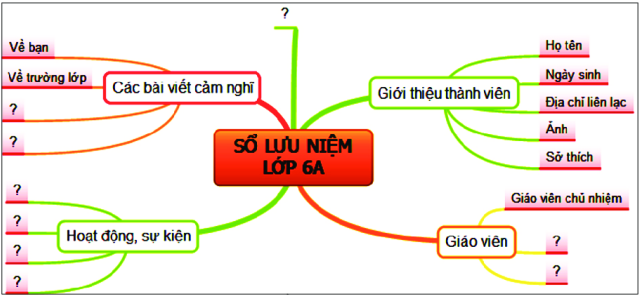 ?
Về bạn
Về trường lớp
?
?
Các bài viết cảm nghĩ
Giới thiệu thành viên
Họ tên
Ngày sinh
Địa chỉ liên lạc
Ảnh
Sở thích
SỔ LƯU NIỆM
LỚP 6A
?
?
?
?
Hoạt động, sự kiện
Giáo viên
Giáo viên chủ nhiệm
?
?